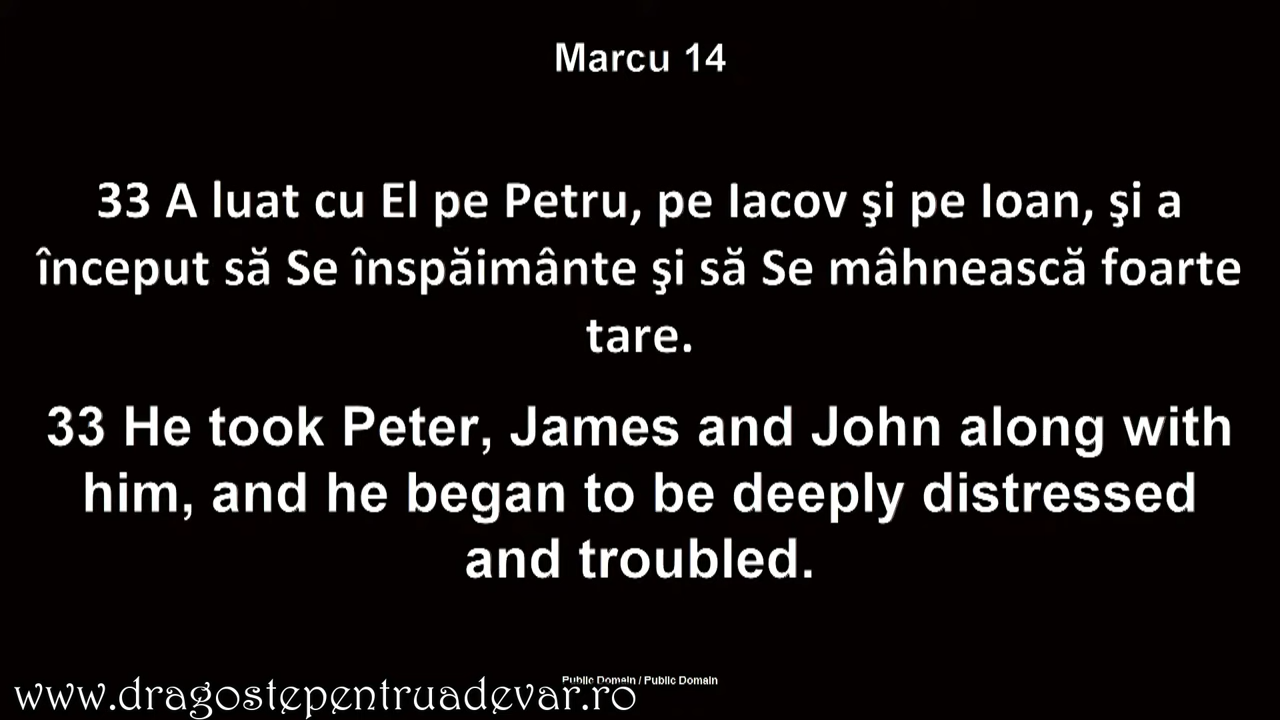 Marcu 14
33 A luat cu El pe Petru, pe Iacov şi pe Ioan, şi a
început să Se înspăimânte şi să Se mâhnească foarte
tare.
33 He took Peter, James and John along with
him, and he began to be deeply distressed
and troubled.
Public Domain / Public Domain
www.dragostepentruadevar.ro